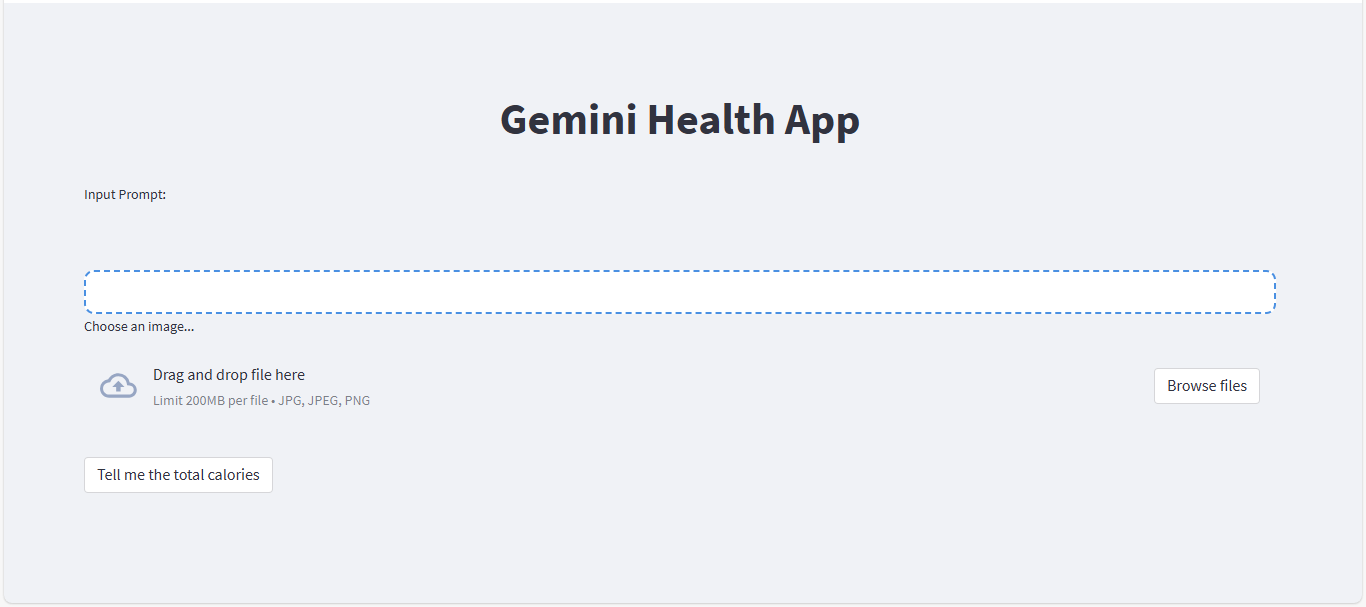 Gemini Health App
Input Prompt:
Choose an image...
Drag and drop file here
Limit 200MB per file • JPG, JPEG, PNG
Browse files
Tell me the total calories